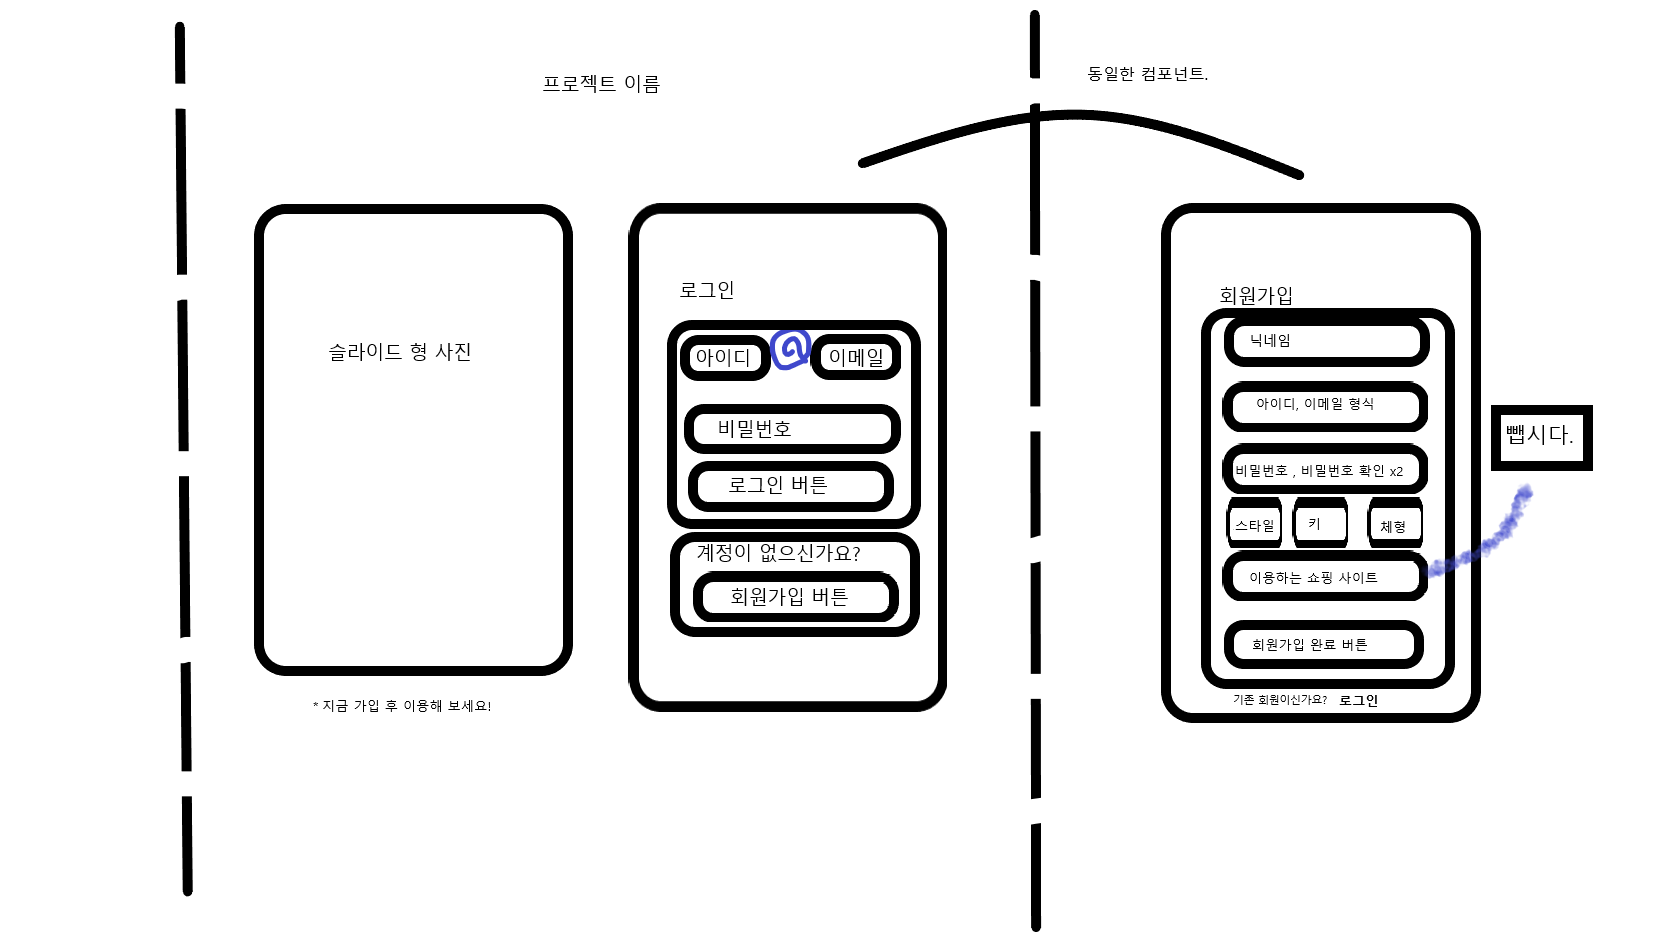 프로젝트 이름
동일한 컴포넌트.
슬라이드 형 사진
* 지금 가입 후 이용해 보세요!
로그인
아이디 @ 이메일
비밀번호
로그인 버튼
계정이 없으신가요?
회원가입 버튼
회원가입
닉네임
아이디, 이메일 형식
비밀번호 , 비밀번호 확인 x2
스타일 키 체형
이용하는 쇼핑 사이트
회원가입 완료 버튼
기존 회원이신가요? 로그인
뺍시다.